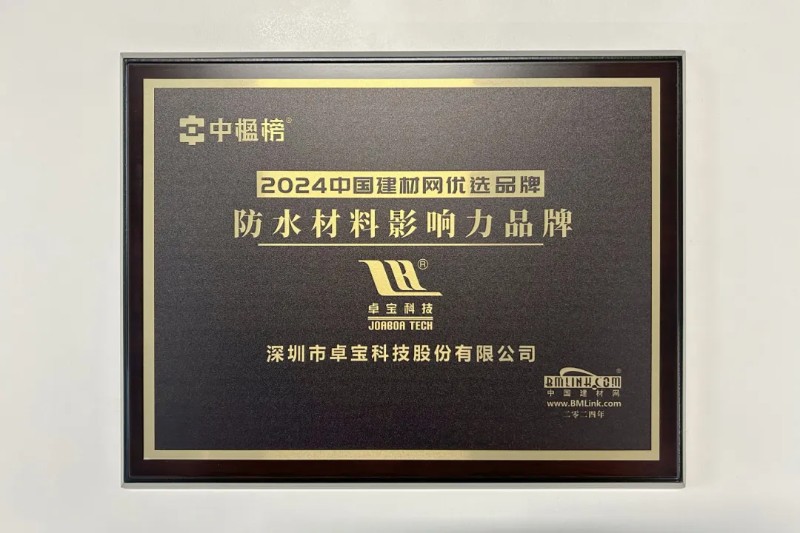 中楹榜®
2024中国建材网优选品牌
防水材料影响力品牌
®
卓宝科技
JOABOA TECH
深圳市卓宝科技股份有限公司
BMLINK.COM®
中国建材网
www.BMLink.com
二零二四年